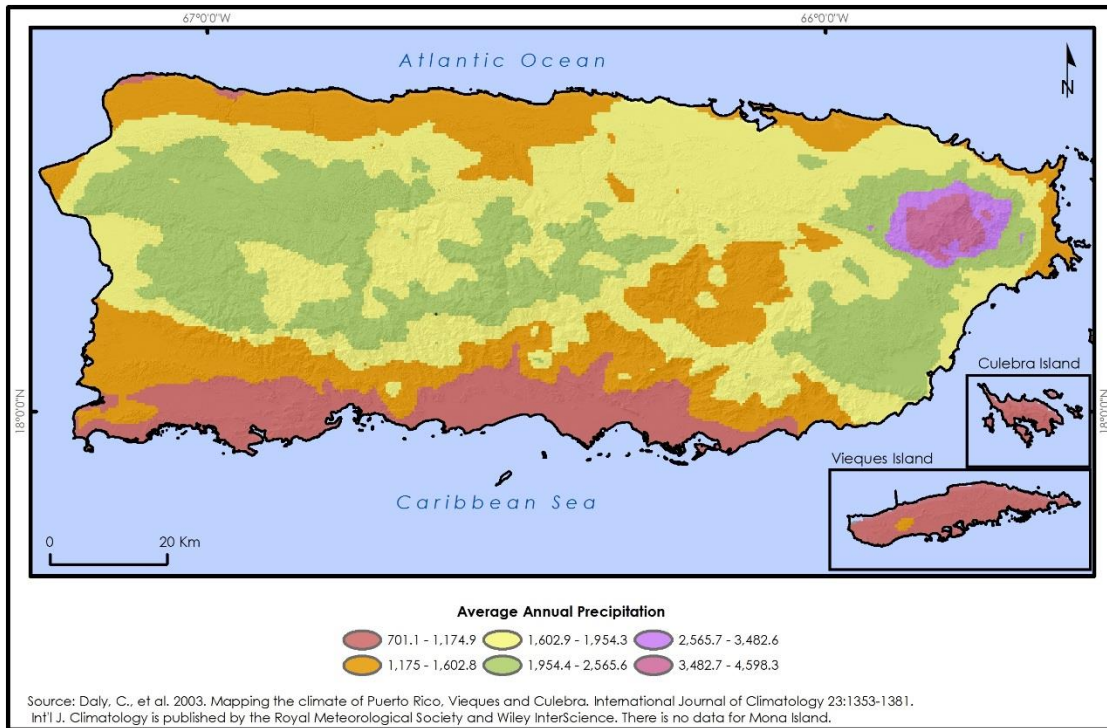 67°0'0"W 66°0'0"W
Atlantic Ocean
N
18°0'0"N 18°0'0"N
Culebra Island
Vieques Island
Caribbean Sea
0 20 Km
Average Annual Precipitation
701.1 - 1,174.9 1,602.9 - 1,954.3 2,565.7 - 3,482.6
1,175 - 1,602.8 1,954.4 - 2,565.6 3,482.7 - 4,598.3
Source: Daly, C., et al. 2003. Mapping the climate of Puerto Rico, Vieques and Culebra. International Journal of Climatology 23:1353-1381.
Int'l J. Climatology is published by the Royal Meteorological Society and Wiley InterScience. There is no data for Mona Island.